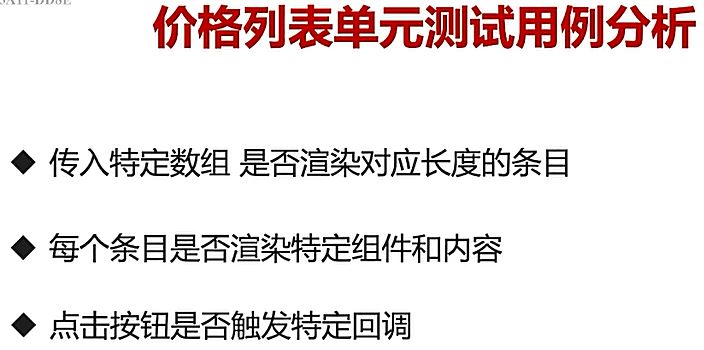 价格列表单元测试用例分析
传入特定数组 是否渲染对应长度的条目
每个条目是否渲染特定组件和内容
点击按钮是否触发特定回调